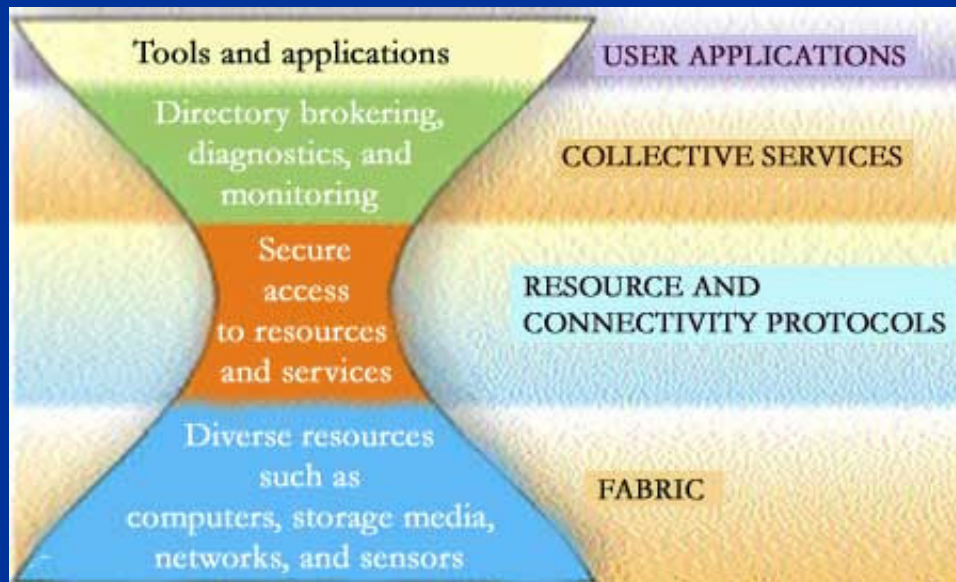 Tools and applications
USER APPLICATIONS
Directory brokering,
diagnostics, and
monitoring
COLLECTIVE SERVICES
Secure
access
to resources
and services
RESOURCE AND
CONNECTIVITY PROTOCOLS
Diverse resources
such as
computers, storage media,
networks, and sensors
FABRIC